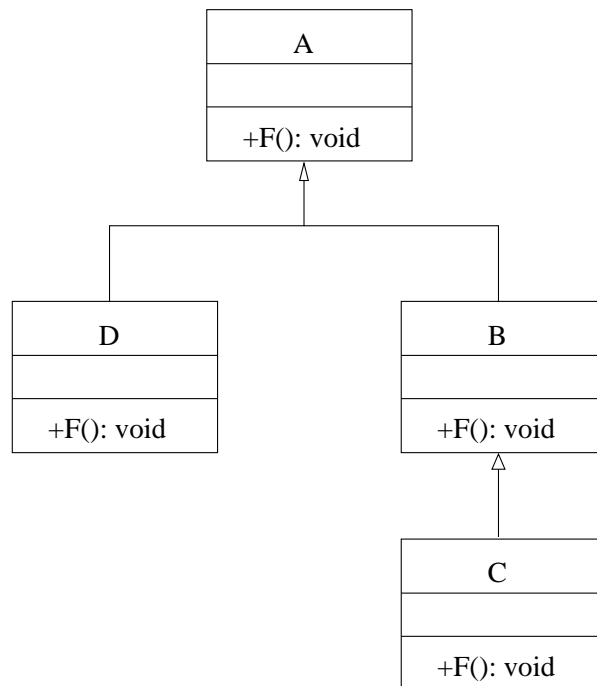 A
+F(): void
D
B
+F(): void
+F(): void
C
+F(): void